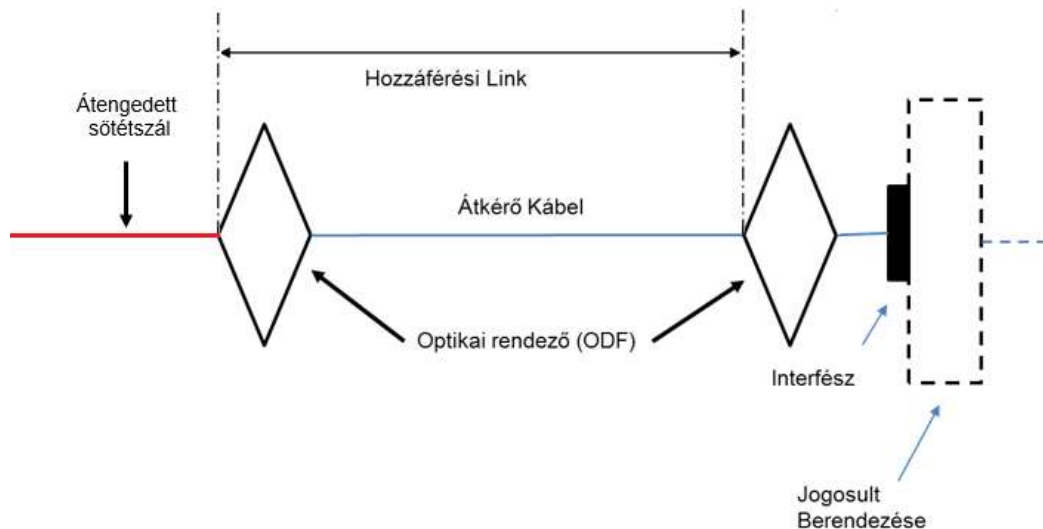 Hozzáférési Link
Átengedett
sötétszál
Átkérő Kábel
Optikai rendező (ODF)
Interfész
Jogosult
Berendezése